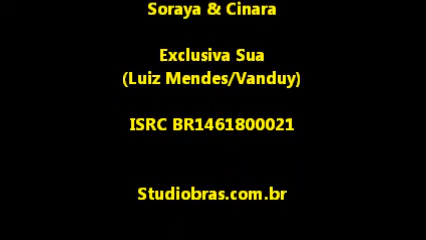 Soraya & Cinara
Exclusiva Sua
(Luiz Mendes/Vanduy)
ISRC BR1461800021
Studiobras.com.br